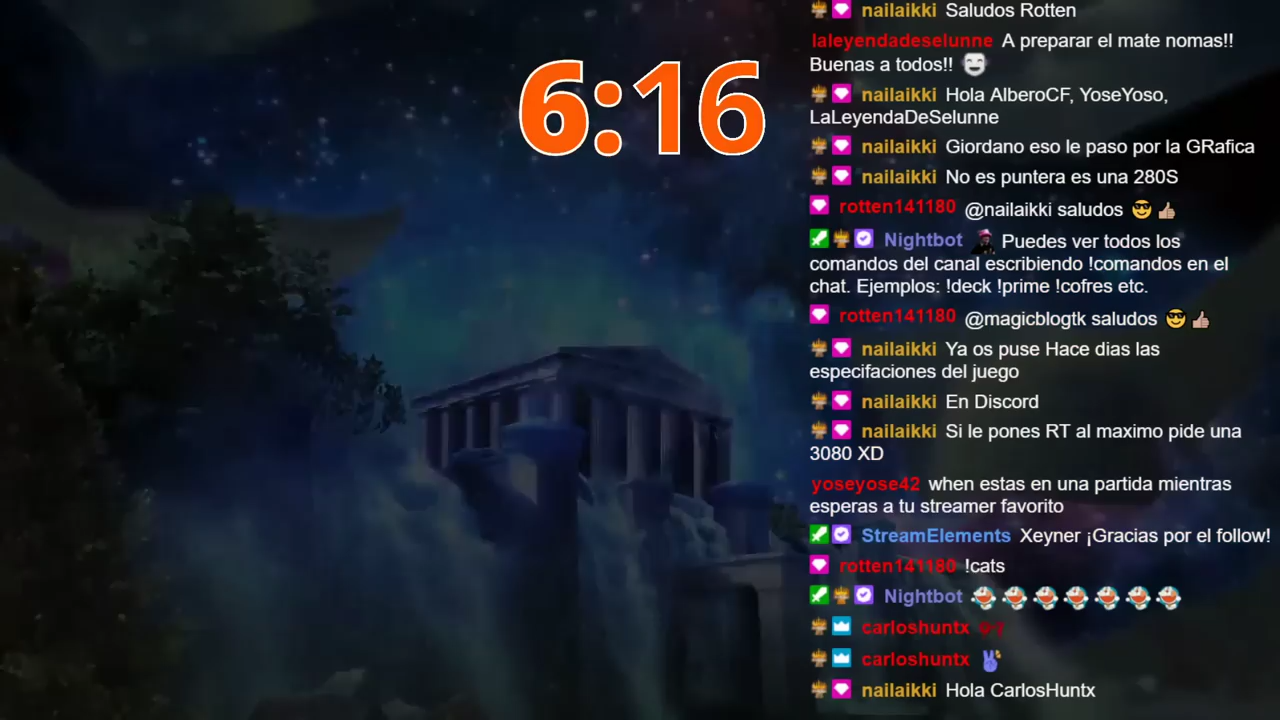 nailaikki Saludos Rotten
laleyendadeselunne A preparar el mate nomas!!
Buenas a todos!!
6:16
nailaikki Hola AlberoCF, YoseYoso,
LaLeyendaDeSelunne
nailaikki Giordano eso le paso por la GRafica
nailaikki No es puntera es una 280S
rotten141180 @nailaikki saludos
Nightbot Puedes ver todos los
comandos del canal escribiendo !comandos en el
chat. Ejemplos: !deck !prime !cofres etc.
rotten141180 @magicblogtk saludos
nailaikki Ya os puse Hace dias las
especifaciones del juego
nailaikki En Discord
nailaikki Si le pones RT al maximo pide una
3080 XD
yoseyose42 when estas en una partida mientras
esperas a tu streamer favorito
StreamElements Xeyner ¡Gracias por el follow!
rotten141180 !cats
Nightbot
carloshuntx
carloshuntx
nailaikki Hola CarlosHuntx